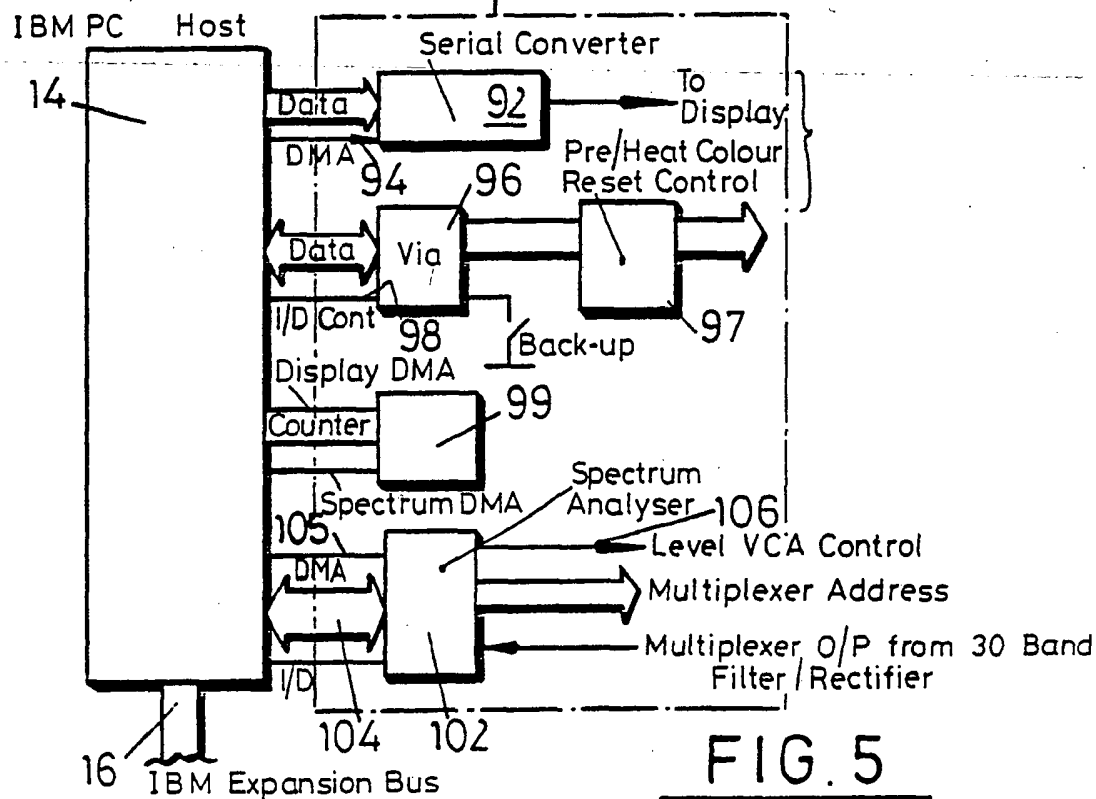 IBM PC Host
Serial Converter
14
Data
92
To
Display
DMA
94
Pre/Heat Colour
Reset Control
96
Data
Via
I/D Cont
98
97
Back-up
Display DMA
99
Counter
Spectrum DMA
Spectrum
Analyser
105
106
DMA
Level VCA Control
Multiplexer Address
Multiplexer O/P from 30 Band
Filter/Rectifier
I/D
104
102
16
IBM Expansion Bus
FIG. 5